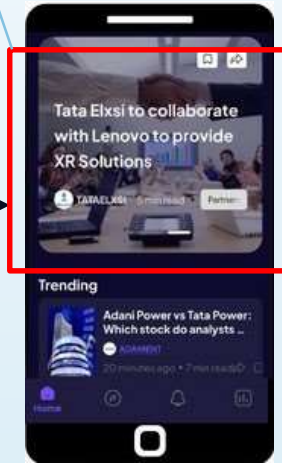 Tata Elxsi to collaborate
with Lenovo to provide
XR Solutions
TATAELXSI • 5 min read
Partner
Trending
Adani Power vs Tata Power:
Which stock do analysts ...
20 minutes ago • 7 min read
Home